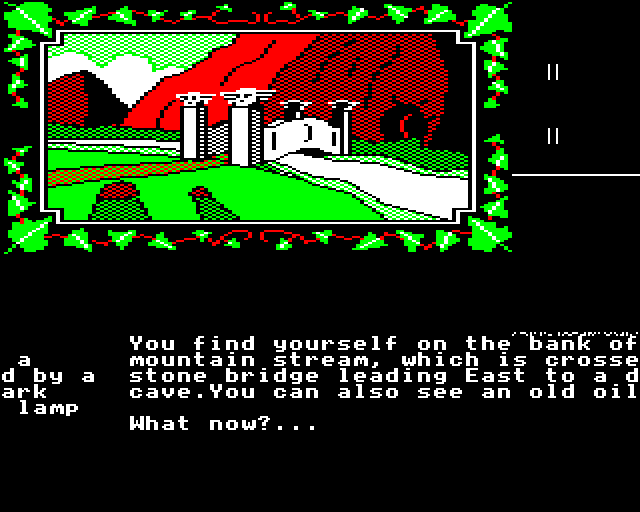 You find yourself on the bank of
a mountain stream, which is crosse
d by a stone bridge leading East to a d
ark cave.You can also see an old oil
lamp
What now?...